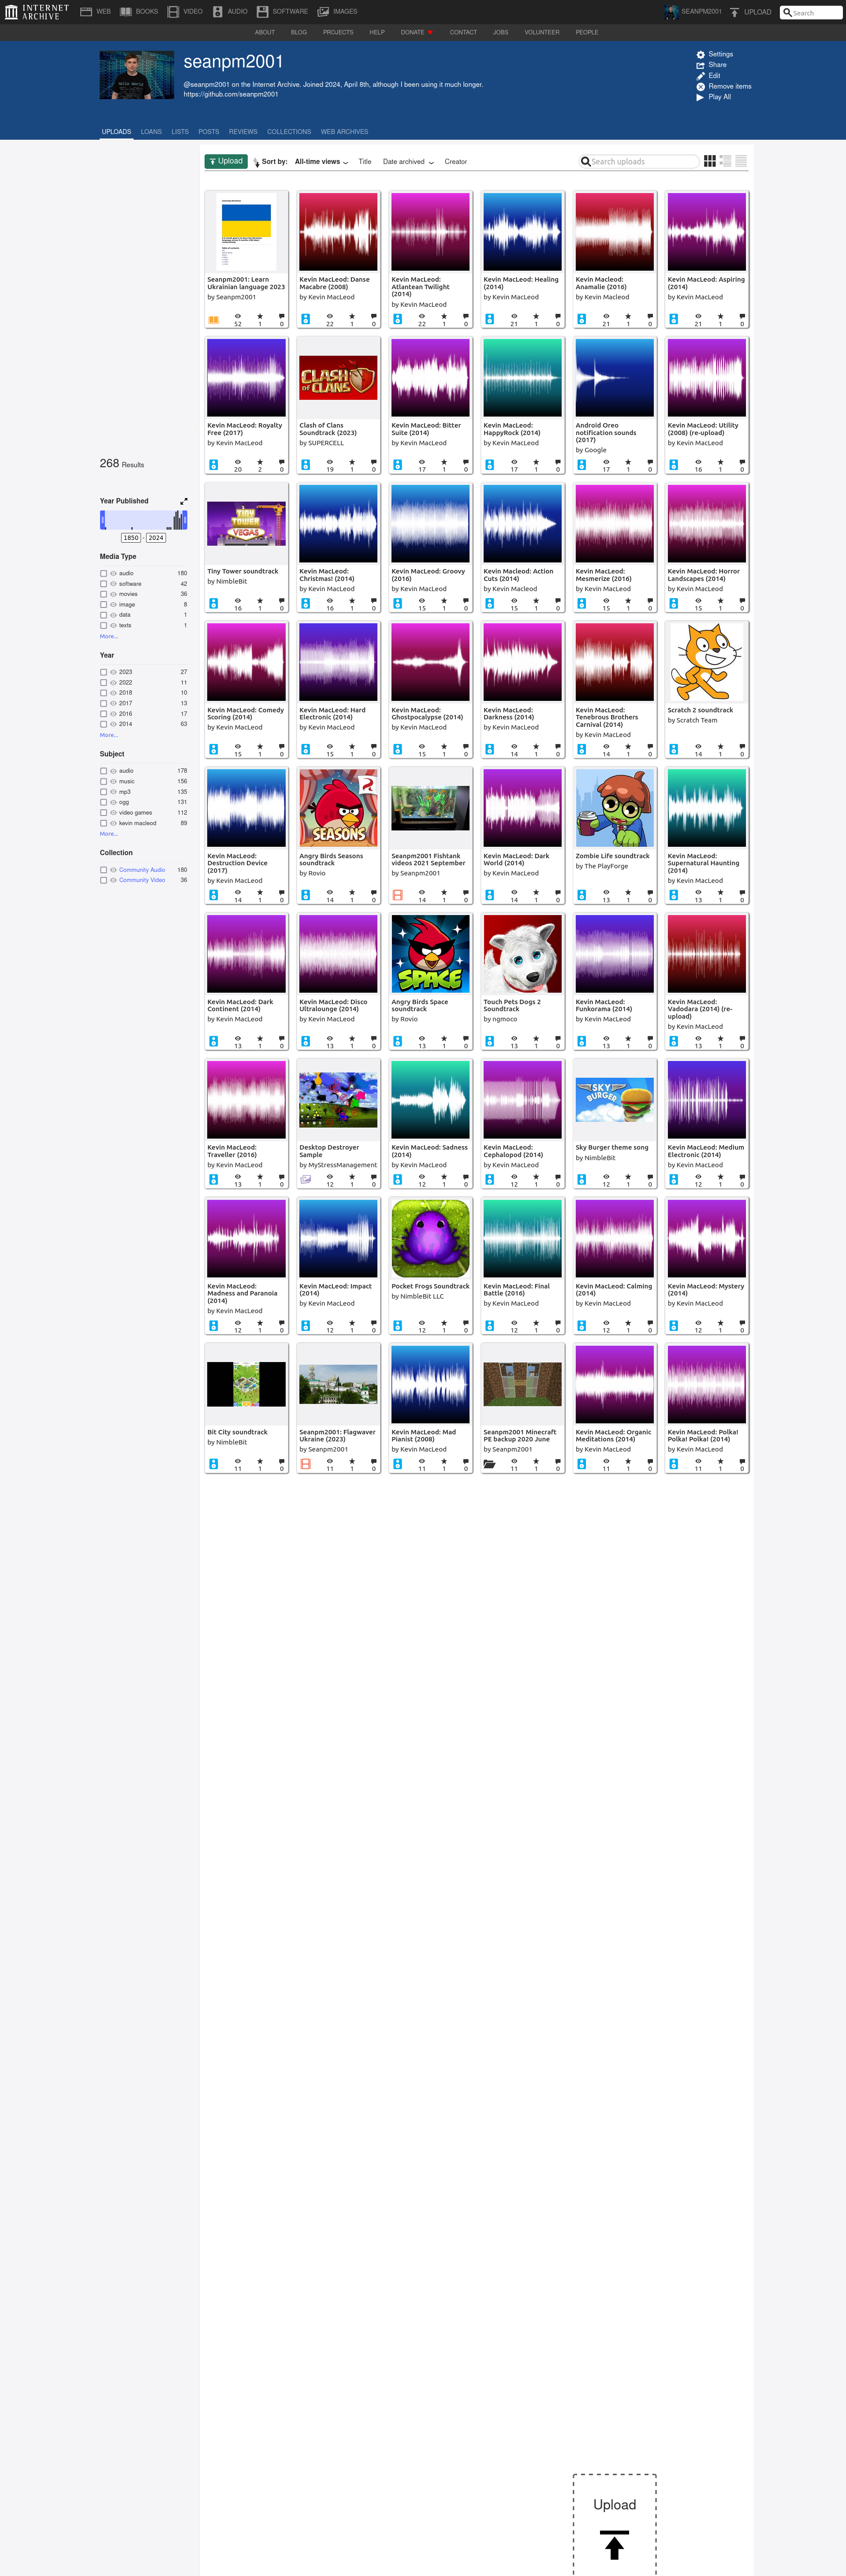 INTERNET ARCHIVE
WEB BOOKS VIDEO AUDIO SOFTWARE IMAGES SEANPM2001 UPLOAD Search
ABOUT BLOG PROJECTS HELP DONATE CONTACT JOBS VOLUNTEER PEOPLE
seanpm2001
@seanpm2001 on the Internet Archive. Joined 2024, April 8th, although I been using it much longer.
https://github.com/seanpm2001
Settings
Share
Edit
Remove items
Play All
UPLOADS LOANS LISTS POSTS REVIEWS COLLECTIONS WEB ARCHIVES
268 Results
Year Published
1850 - 2024
Media Type
audio 180
software 42
movies 36
image 8
data 1
texts 1
More...
Year
2023 27
2022 11
2018 10
2017 13
2016 17
2014 63
More...
Subject
audio 178
music 156
mp3 135
ogg 131
video games 112
kevin macleod 89
More...
Collection
Community Audio 180
Community Video 36
Upload Sort by: All-time views Title Date archived Creator Search uploads
Seanpm2001: Learn
Ukrainian language 2023
by Seanpm2001
52 1 0
Kevin MacLeod: Danse
Macabre (2008)
by Kevin MacLeod
22 1 0
Kevin MacLeod:
Atlantean Twilight
(2014)
by Kevin MacLeod
22 1 0
Kevin MacLeod: Healing
(2014)
by Kevin MacLeod
21 1 0
Kevin Macleod:
Anamalie (2016)
by Kevin Macleod
21 1 0
Kevin MacLeod: Aspiring
(2014)
by Kevin MacLeod
21 1 0
Kevin MacLeod: Royalty
Free (2017)
by Kevin MacLeod
20 2 0
CLASH OF CLANS
Clash of Clans
Soundtrack (2023)
by SUPERCELL
19 1 0
Kevin MacLeod: Bitter
Suite (2014)
by Kevin MacLeod
17 1 0
Kevin MacLeod:
HappyRock (2014)
by Kevin MacLeod
17 1 0
Android Oreo
notification sounds
(2017)
by Google
17 1 0
Kevin MacLeod: Utility
(2008) (re-upload)
by Kevin MacLeod
16 1 0
TINY TOWER VEGAS
Tiny Tower soundtrack
by NimbleBit
16 1 0
Kevin MacLeod:
Christmas! (2014)
by Kevin MacLeod
16 1 0
Kevin MacLeod: Groovy
(2016)
by Kevin MacLeod
15 1 0
Kevin Macleod: Action
Cuts (2014)
by Kevin Macleod
15 1 0
Kevin MacLeod:
Mesmerize (2016)
by Kevin MacLeod
15 1 0
Kevin MacLeod: Horror
Landscapes (2014)
by Kevin MacLeod
15 1 0
Kevin MacLeod: Comedy
Scoring (2014)
by Kevin MacLeod
15 1 0
Kevin MacLeod: Hard
Electronic (2014)
by Kevin MacLeod
15 1 0
Kevin MacLeod:
Ghostpocalypse (2014)
by Kevin MacLeod
15 1 0
Kevin MacLeod:
Darkness (2014)
by Kevin MacLeod
14 1 0
Kevin MacLeod:
Tenebrous Brothers
Carnival (2014)
by Kevin MacLeod
14 1 0
Scratch 2 soundtrack
by Scratch Team
14 1 0
Kevin MacLeod:
Destruction Device
(2017)
by Kevin MacLeod
14 1 0
SEASONS
Angry Birds Seasons
soundtrack
by Rovio
14 1 0
Seanpm2001 Fishtank
videos 2021 September
by Seanpm2001
14 1 0
Kevin MacLeod: Dark
World (2014)
by Kevin MacLeod
14 1 0
Zombie Life soundtrack
by The PlayForge
13 1 0
Kevin MacLeod:
Supernatural Haunting
(2014)
by Kevin MacLeod
13 1 0
Kevin MacLeod: Dark
Continent (2014)
by Kevin MacLeod
13 1 0
Kevin MacLeod: Disco
Ultralounge (2014)
by Kevin MacLeod
13 1 0
SPACE
Angry Birds Space
soundtrack
by Rovio
13 1 0
Touch Pets Dogs 2
Soundtrack
by ngmoco
13 1 0
Kevin MacLeod:
Funkorama (2014)
by Kevin MacLeod
13 1 0
Kevin MacLeod:
Vadodara (2014) (re-
upload)
by Kevin MacLeod
13 1 0
Kevin MacLeod:
Traveller (2016)
by Kevin MacLeod
13 1 0
Desktop Destroyer
Sample
by MyStressManagement
12 1 0
Kevin MacLeod: Sadness
(2014)
by Kevin MacLeod
12 1 0
Kevin MacLeod:
Cephalopod (2014)
by Kevin MacLeod
12 1 0
SKY BURGER
Sky Burger theme song
by NimbleBit
12 1 0
Kevin MacLeod: Medium
Electronic (2014)
by Kevin MacLeod
12 1 0
Kevin MacLeod:
Madness and Paranoia
(2014)
by Kevin MacLeod
12 1 0
Kevin MacLeod: Impact
(2014)
by Kevin MacLeod
12 1 0
Pocket Frogs Soundtrack
by NimbleBit LLC
12 1 0
Kevin MacLeod: Final
Battle (2016)
by Kevin MacLeod
12 1 0
Kevin MacLeod: Calming
(2014)
by Kevin MacLeod
12 1 0
Kevin MacLeod: Mystery
(2014)
by Kevin MacLeod
12 1 0
Bit City soundtrack
by NimbleBit
11 1 0
Seanpm2001: Flagwaver
Ukraine (2023)
by Seanpm2001
11 1 0
Kevin MacLeod: Mad
Pianist (2008)
by Kevin MacLeod
11 1 0
Seanpm2001 Minecraft
PE backup 2020 June
by Seanpm2001
11 1 0
Kevin MacLeod: Organic
Meditations (2014)
by Kevin MacLeod
11 1 0
Kevin MacLeod: Polka!
Polka! Polka! (2014)
by Kevin MacLeod
11 1 0
Upload